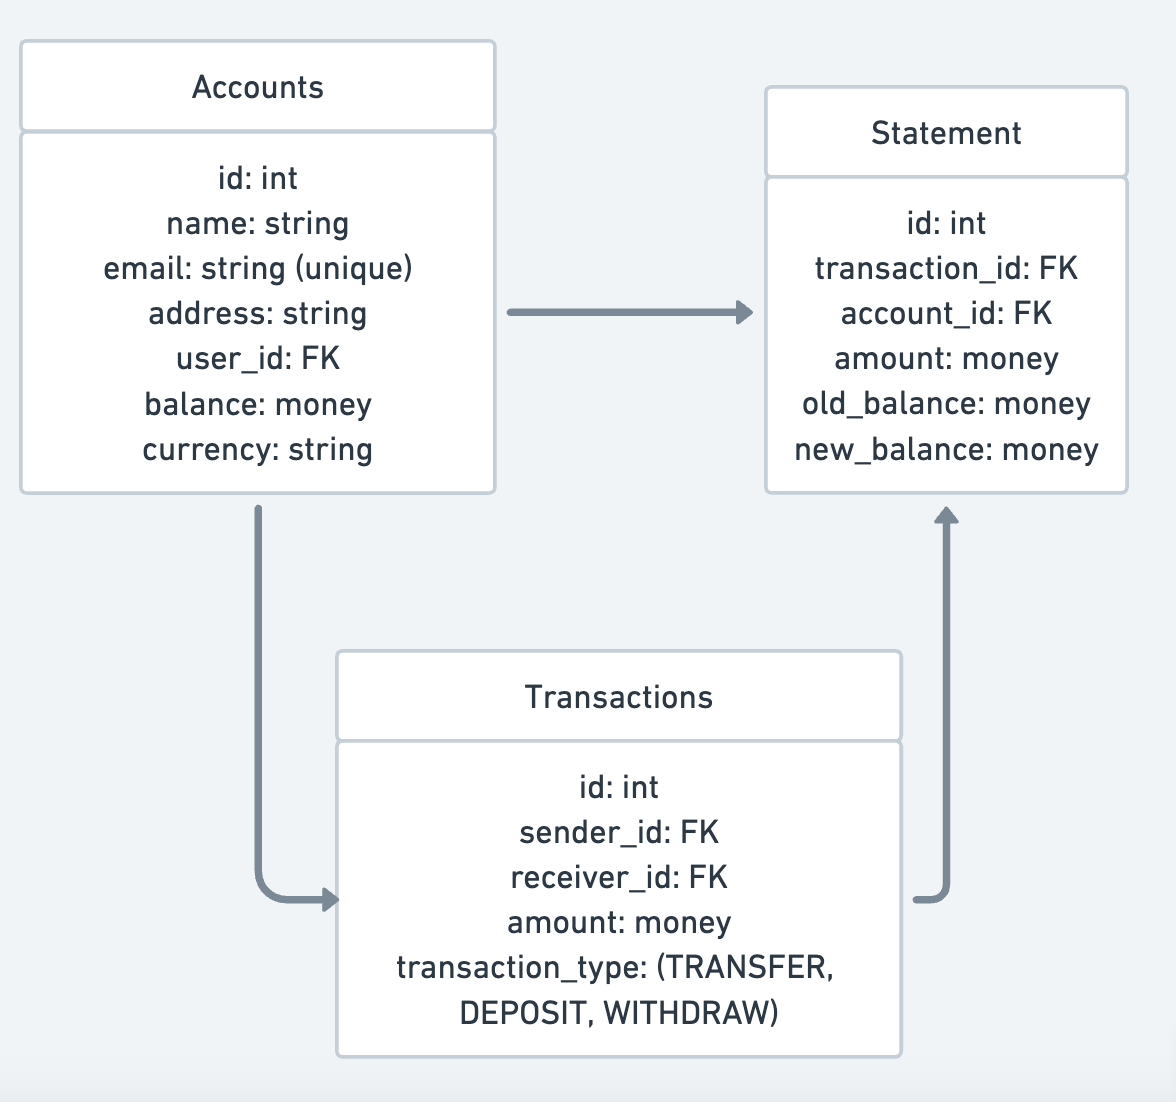 Accounts
id: int
name: string
email: string (unique)
address: string
user_id: FK
balance: money
currency: string
Statement
id: int
transaction_id: FK
account_id: FK
amount: money
old_balance: money
new_balance: money
Transactions
id: int
sender_id: FK
receiver_id: FK
amount: money
transaction_type: (TRANSFER,
DEPOSIT, WITHDRAW)